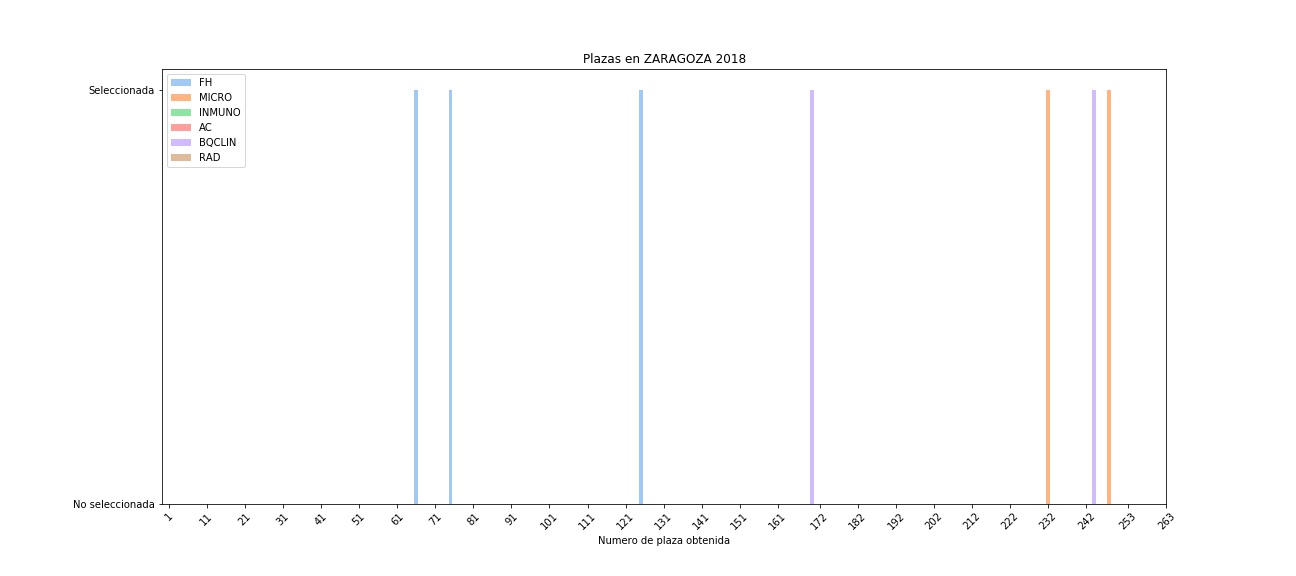 Plazas en ZARAGOZA 2018
Seleccionada
FH
MICRO
INMUNO
AC
BQCLIN
RAD
No seleccionada
1 11 21 31 41 51 61 71 81 91 101 111 121 131 141 151 161 172 182 192 202 212 222 232 242 253 263
Numero de plaza obtenida